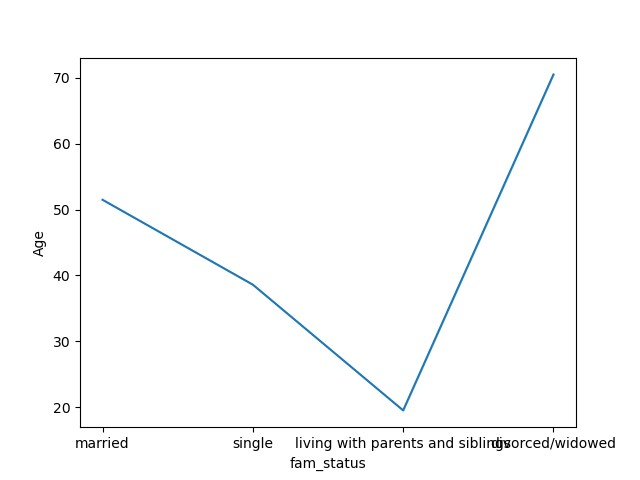 70
60
50
40
30
20
Age
married
single
living with parents and siblings
divorced/widowed
fam_status